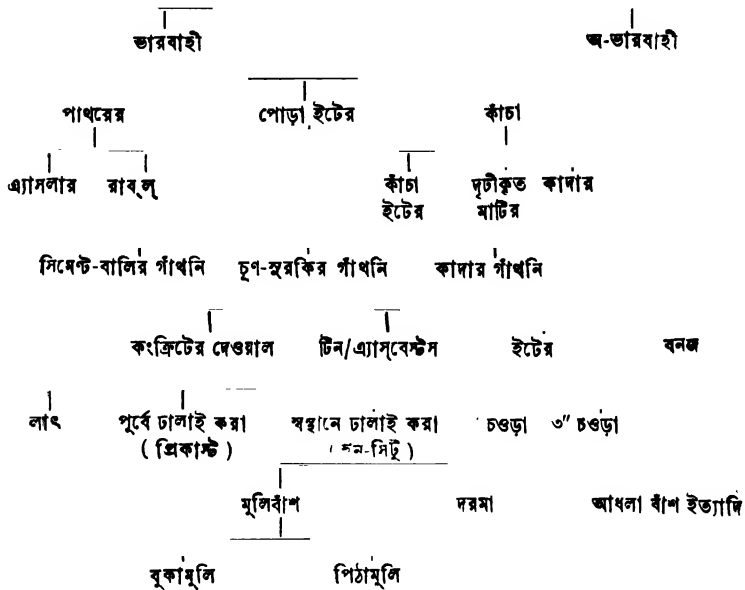 ভারবাহী অ-ভারবাহী
পাথরের পোড়া ইটের কাঁচা
এ্যাসলার রাব্‌ল্ কাঁচা দৃঢীকৃত কাদার
ইটের মাটির
সিমেণ্ট-বালির গাঁথনি চূণ-সুরকির গাঁথনি কাদার গাঁথনি
কংক্রিটের দেওয়াল টিন/এ্যাস্‌বেস্টস ইটের বনজ
লাৎ পূর্বে ঢালাই করা স্বস্থানে ঢালাই করা চওড়া ৩" চওড়া
( প্রিকাস্ট ) ( ইন-সিটু )
মূলিবাঁশ দরমা আধলা বাঁশ ইত্যাদি
বুকামূলি পিঠামূলি